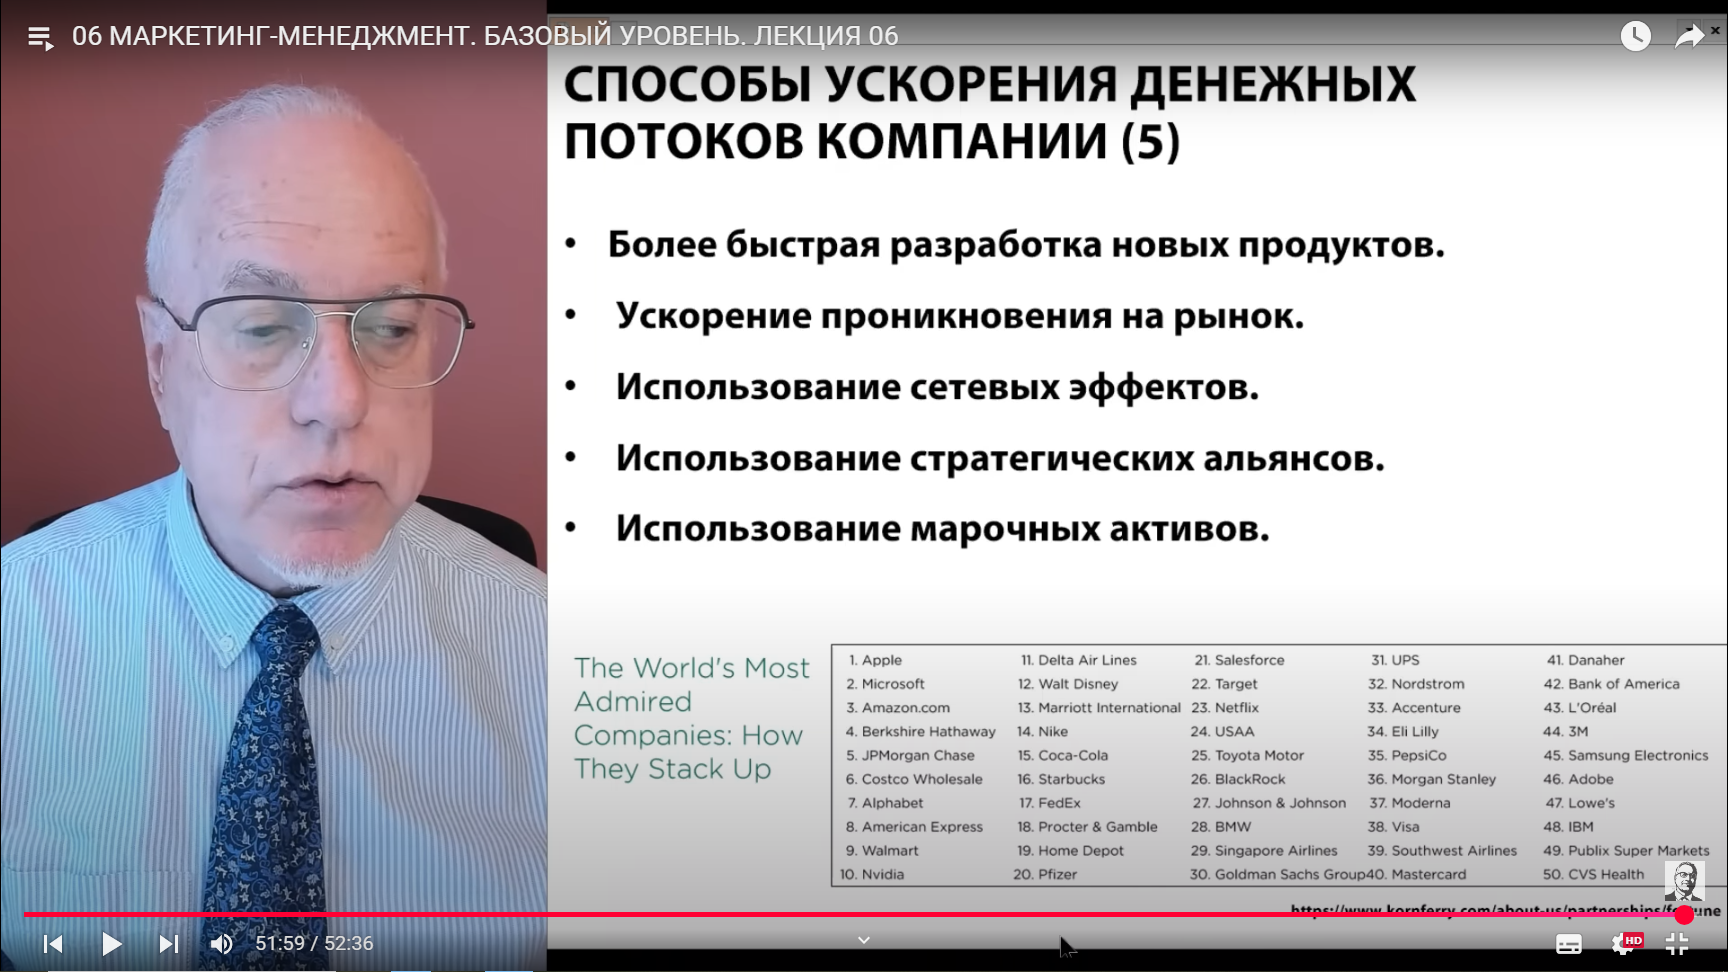 06 МАРКЕТИНГ-МЕНЕДЖМЕНТ. БАЗОВЫЙ УРОВЕНЬ. ЛЕКЦИЯ 06
СПОСОБЫ УСКОРЕНИЯ ДЕНЕЖНЫХ
ПОТОКОВ КОМПАНИИ (5)
• Более быстрая разработка новых продуктов.
• Ускорение проникновения на рынок.
• Использование сетевых эффектов.
• Использование стратегических альянсов.
• Использование марочных активов.
The World's Most
Admired
Companies: How
They Stack Up
1. Apple
2. Microsoft
3. Amazon.com
4. Berkshire Hathaway
5. JPMorgan Chase
6. Costco Wholesale
7. Alphabet
8. American Express
9. Walmart
10. Nvidia
11. Delta Air Lines
12. Walt Disney
13. Marriott International
14. Nike
15. Coca-Cola
16. Starbucks
17. FedEx
18. Procter & Gamble
19. Home Depot
20. Pfizer
21. Salesforce
22. Target
23. Netflix
24. USAA
25. Toyota Motor
26. BlackRock
27. Johnson & Johnson
28. BMW
29. Singapore Airlines
30. Goldman Sachs Group
31. UPS
32. Nordstrom
33. Accenture
34. Eli Lilly
35. PepsiCo
36. Morgan Stanley
37. Moderna
38. Visa
39. Southwest Airlines
40. Mastercard
41. Danaher
42. Bank of America
43. L'Oréal
44. 3M
45. Samsung Electronics
46. Adobe
47. Lowe's
48. IBM
49. Publix Super Markets
50. CVS Health
https://www.kornferry.com/about-us/partnerships/
51:59 / 52:36
HD